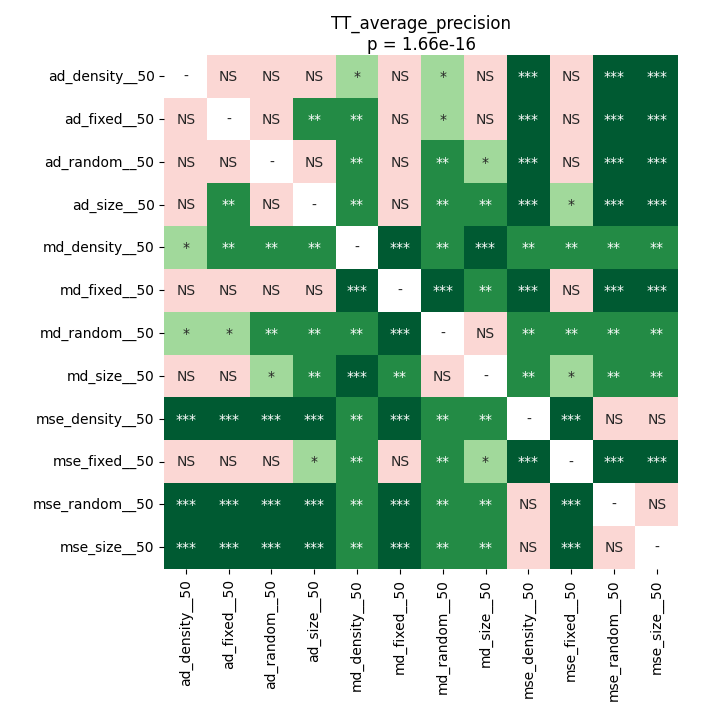 TT_average_precision
p = 1.66e-16
ad_density__50 - NS NS NS * NS * NS *** NS *** ***
ad_fixed__50 NS - NS ** ** NS * NS *** NS *** ***
ad_random__50 NS NS - NS ** NS ** * *** NS *** ***
ad_size__50 NS ** NS - ** NS ** ** *** * *** ***
md_density__50 * ** ** ** - *** ** *** ** ** ** **
md_fixed__50 NS NS NS NS *** - *** ** *** NS *** ***
md_random__50 * * ** ** ** *** - NS ** ** ** **
md_size__50 NS NS * ** *** ** NS - ** * ** **
mse_density__50 *** *** *** *** ** *** ** ** - *** NS NS
mse_fixed__50 NS NS NS * ** NS ** * *** - *** ***
mse_random__50 *** *** *** *** ** *** ** ** NS *** - NS
mse_size__50 *** *** *** *** ** *** ** ** NS *** NS -
ad_density__50
ad_fixed__50
ad_random__50
ad_size__50
md_density__50
md_fixed__50
md_random__50
md_size__50
mse_density__50
mse_fixed__50
mse_random__50
mse_size__50